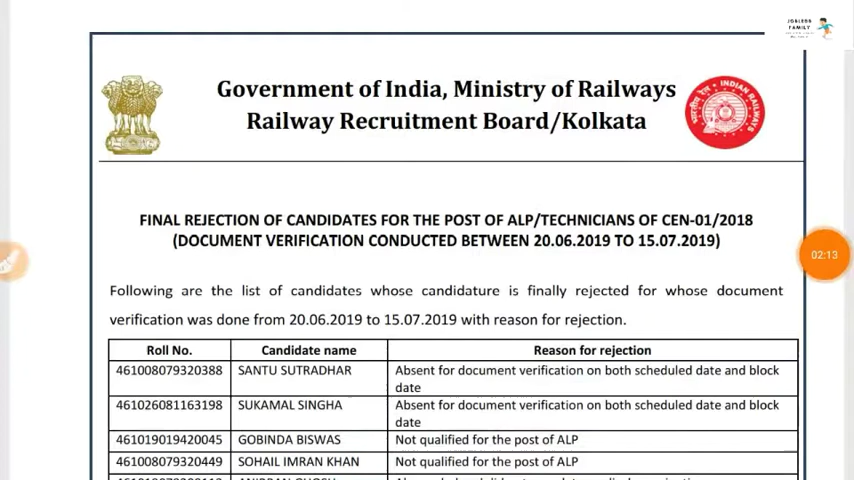 JOBLESS
FAMILY
Government of India, Ministry of Railways
Railway Recruitment Board/Kolkata
INDIAN RAILWAYS
भारतीय रेल
FINAL REJECTION OF CANDIDATES FOR THE POST OF ALP/TECHNICIANS OF CEN-01/2018
(DOCUMENT VERIFICATION CONDUCTED BETWEEN 20.06.2019 TO 15.07.2019)
02:13
Following are the list of candidates whose candidature is finally rejected for whose document
verification was done from 20.06.2019 to 15.07.2019 with reason for rejection.
Roll No. Candidate name Reason for rejection
461008079320388 SANTU SUTRADHAR Absent for document verification on both scheduled date and block
date
461026081163198 SUKAMAL SINGHA Absent for document verification on both scheduled date and block
date
461019019420045 GOBINDA BISWAS Not qualified for the post of ALP
461008079320449 SOHAIL IMRAN KHAN Not qualified for the post of ALP